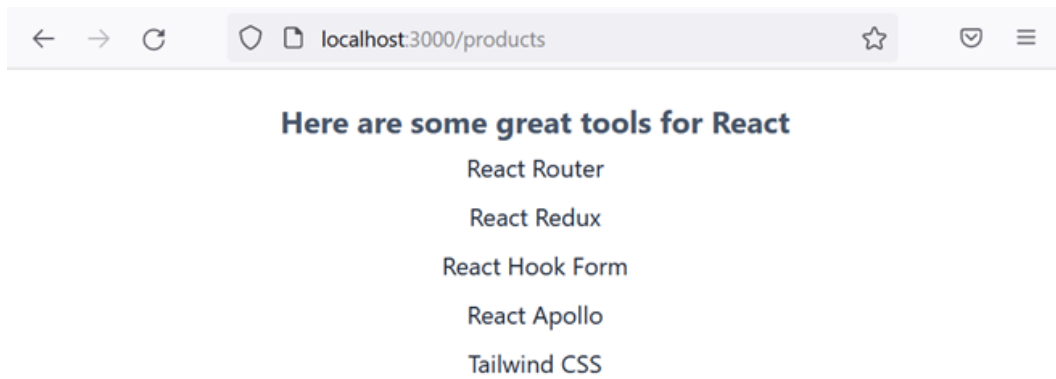 localhost:3000/products
Here are some great tools for React
React Router
React Redux
React Hook Form
React Apollo
Tailwind CSS